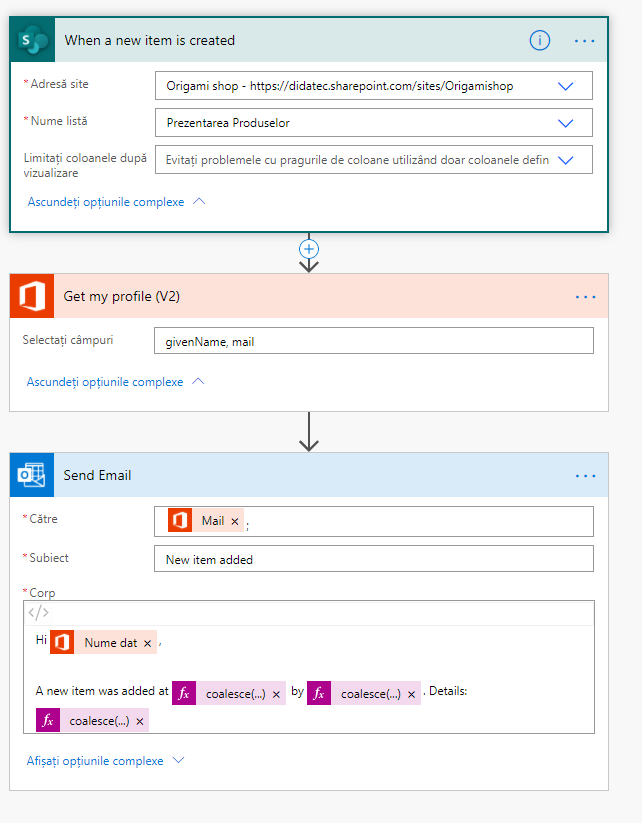 When a new item is created
* Adresă site
Origami shop - https://didatec.sharepoint.com/sites/Origamishop
* Nume listă
Prezentarea Produselor
Limitați coloanele după vizualizare
Evitați problemele cu pragurile de coloane utilizând doar coloanele defin
Ascundeți opțiunile complexe
Get my profile (V2)
Selectați câmpuri
givenName, mail
Ascundeți opțiunile complexe
Send Email
* Către
Mail × ;
* Subiect
New item added
* Corp
</>
Hi Nume dat × ,
A new item was added at fx coalesce(...) × by fx coalesce(...) × . Details:
fx coalesce(...) ×
Afișați opțiunile complexe